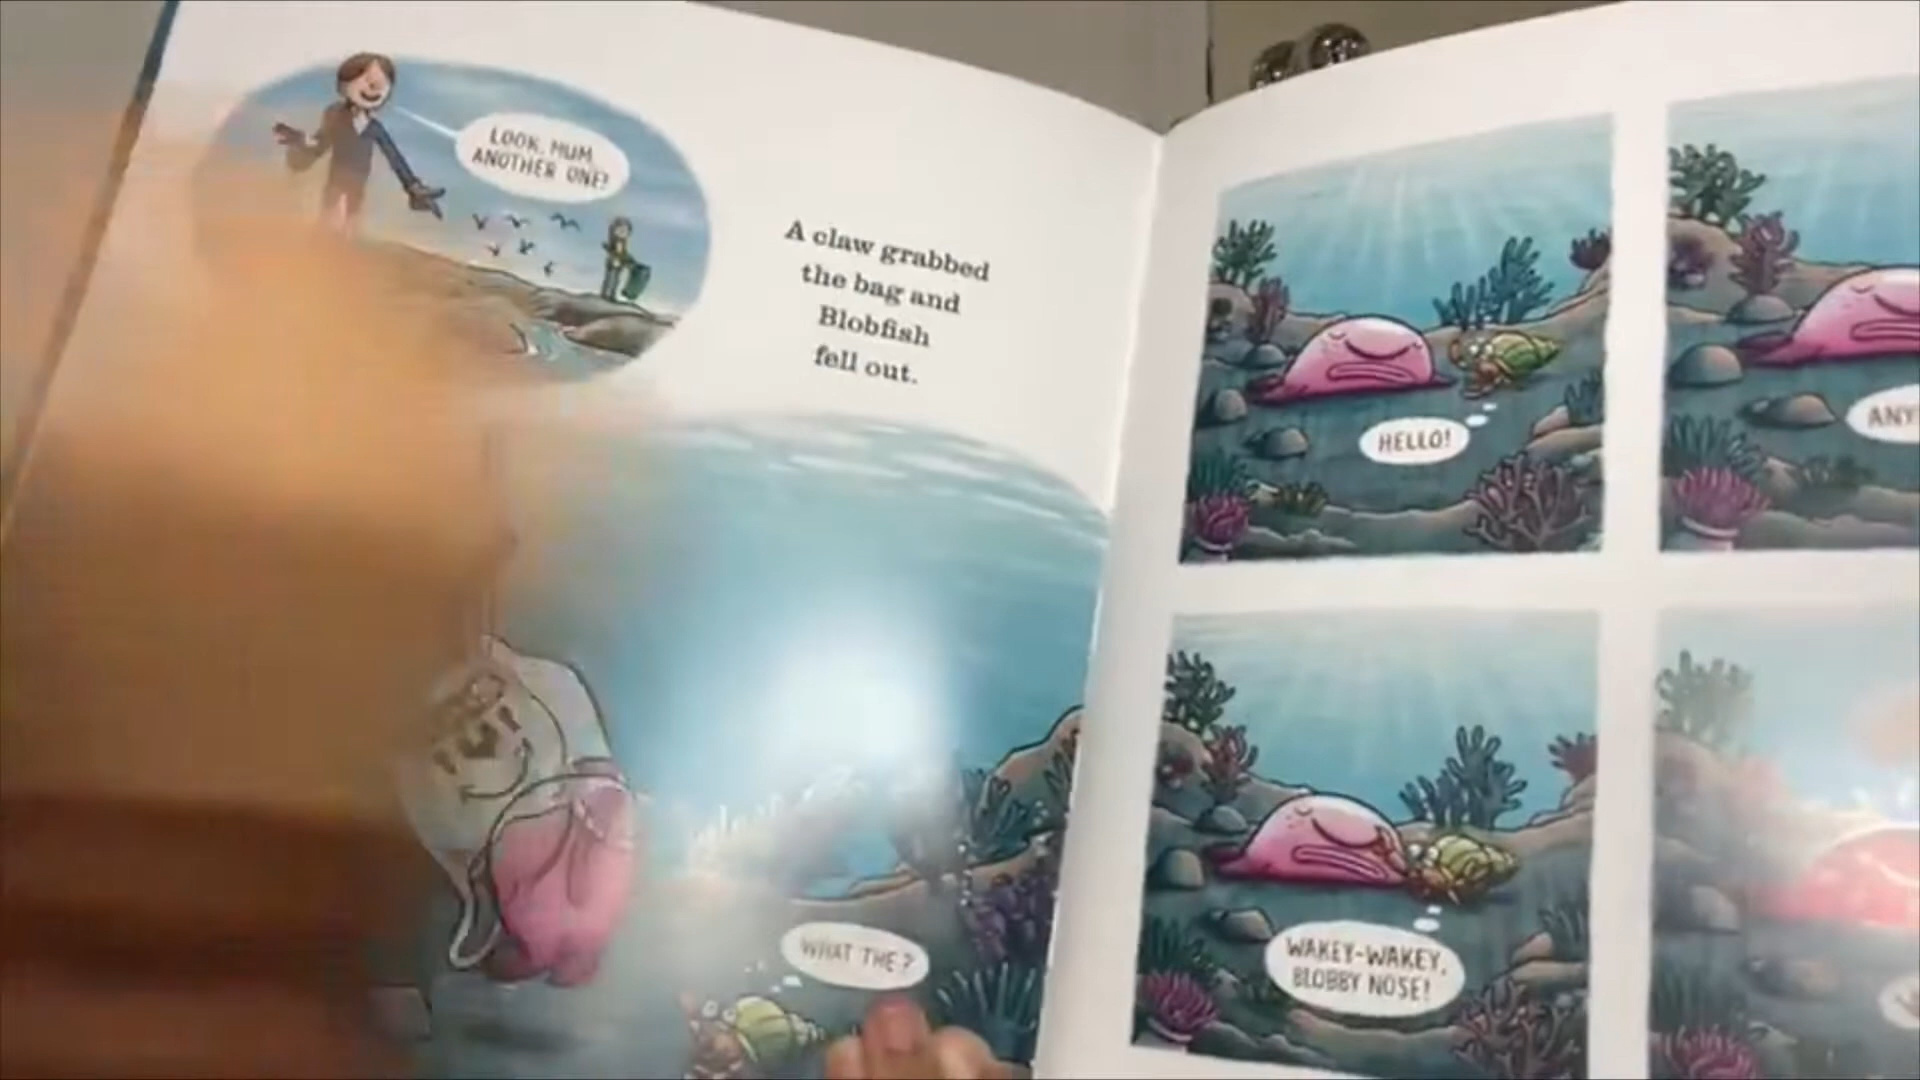 LOOK, MUM,
ANOTHER ONE!
A claw grabbed
the bag and
Blobfish
fell out.
WHAT THE?
HELLO!
WAKEY-WAKEY,
BLOBBY NOSE!